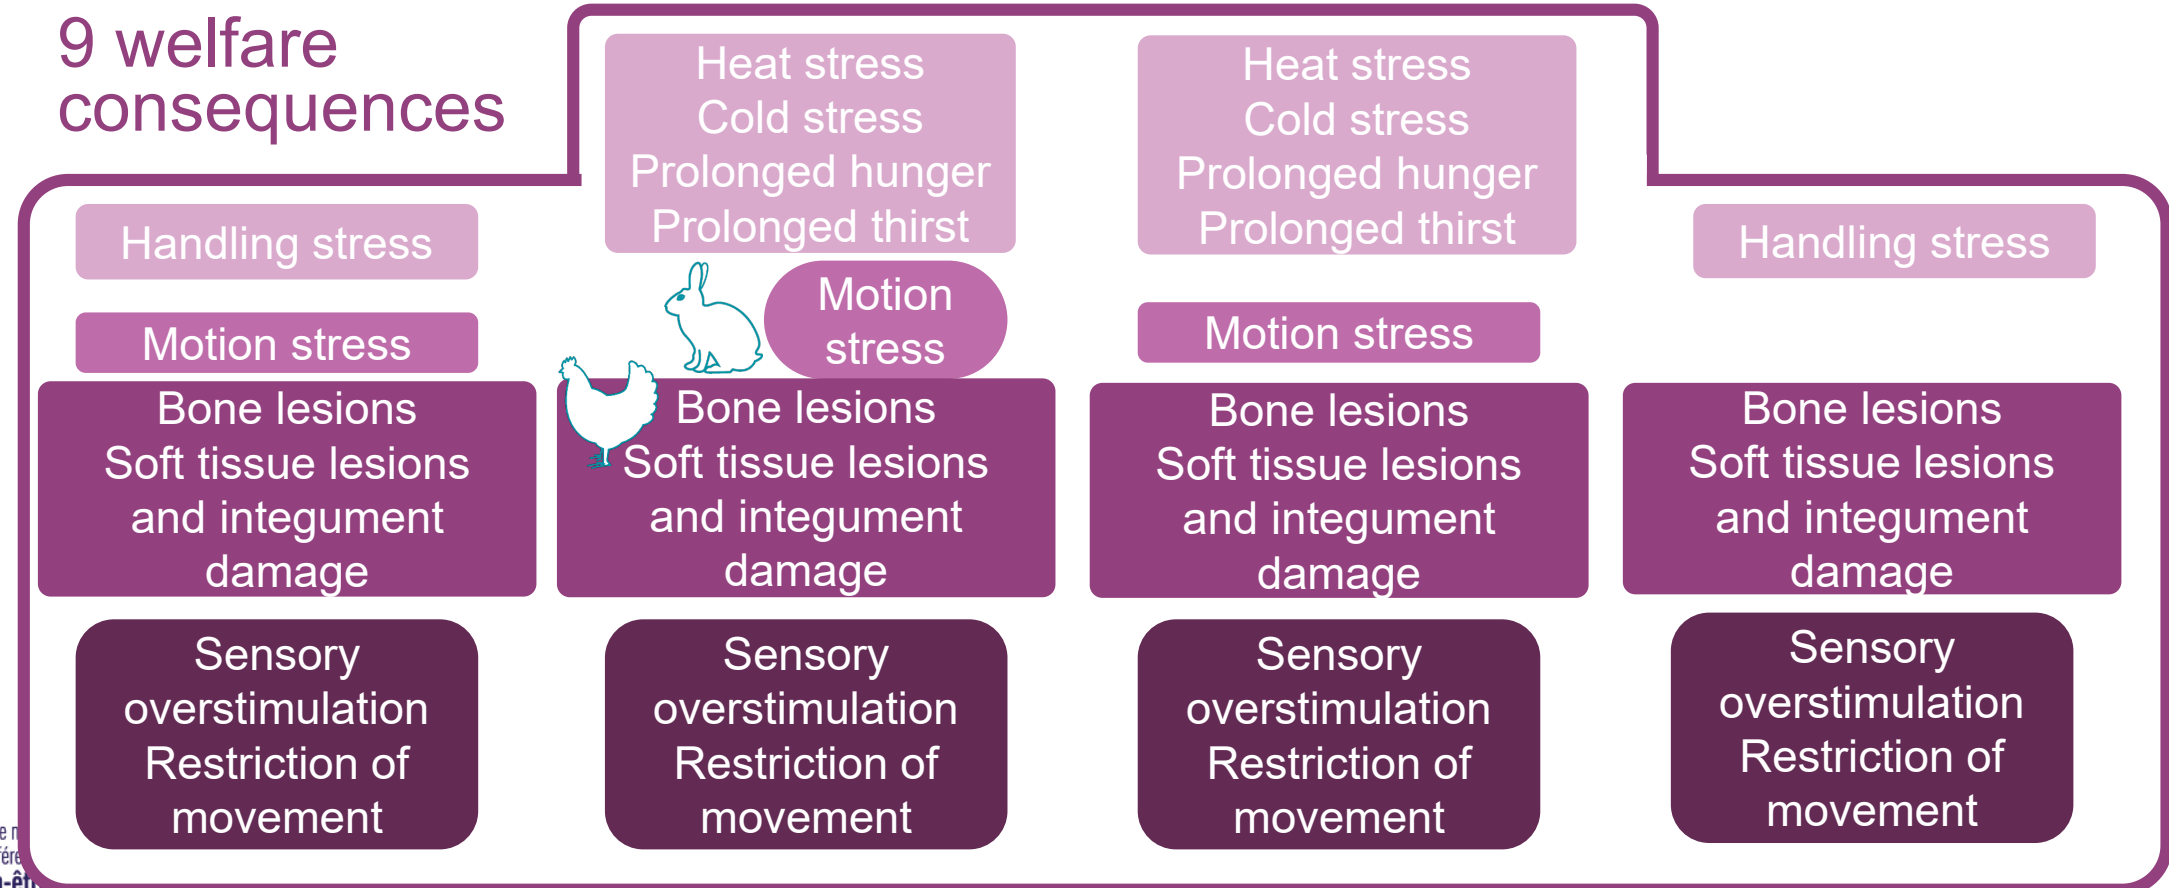 9 welfare
consequences
Handling stress
Motion stress
Bone lesions
Soft tissue lesions
and integument
damage
Sensory
overstimulation
Restriction of
movement
Heat stress
Cold stress
Prolonged hunger
Prolonged thirst
Motion
stress
Bone lesions
Soft tissue lesions
and integument
damage
Sensory
overstimulation
Restriction of
movement
Heat stress
Cold stress
Prolonged hunger
Prolonged thirst
Motion stress
Bone lesions
Soft tissue lesions
and integument
damage
Sensory
overstimulation
Restriction of
movement
Handling stress
Bone lesions
Soft tissue lesions
and integument
damage
Sensory
overstimulation
Restriction of
movement